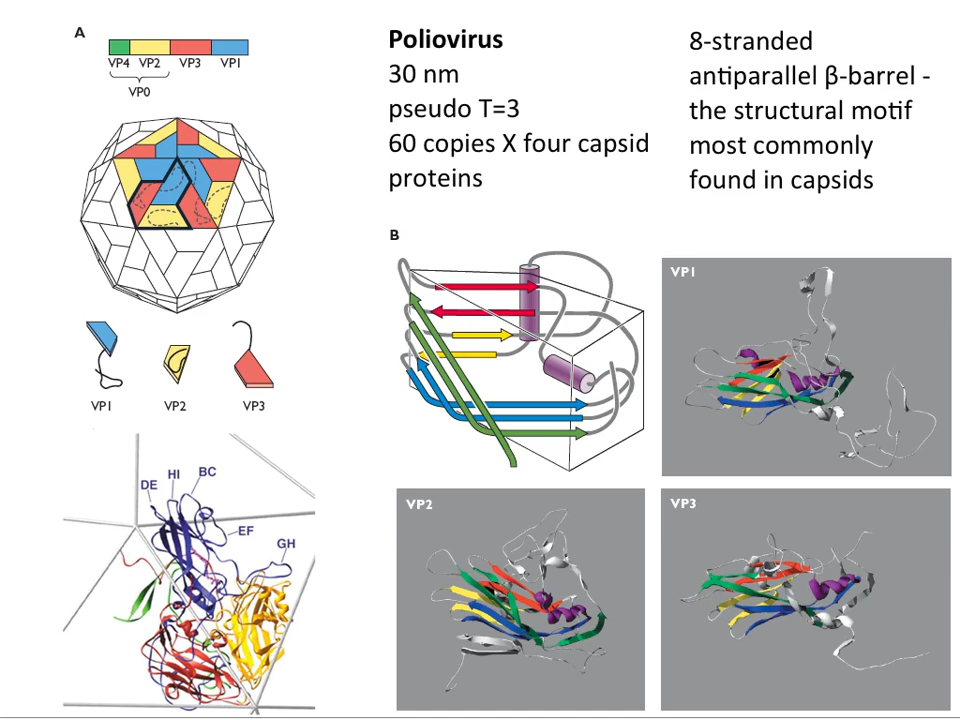 A
VP4 VP2 VP3 VP1
VP0
VP1 VP2 VP3
DE HI BC
EF
GH
Poliovirus
30 nm
pseudo T=3
60 copies X four capsid
proteins
8-stranded
antiparallel β-barrel -
the structural motif
most commonly
found in capsids
B
VP1
VP2
VP3